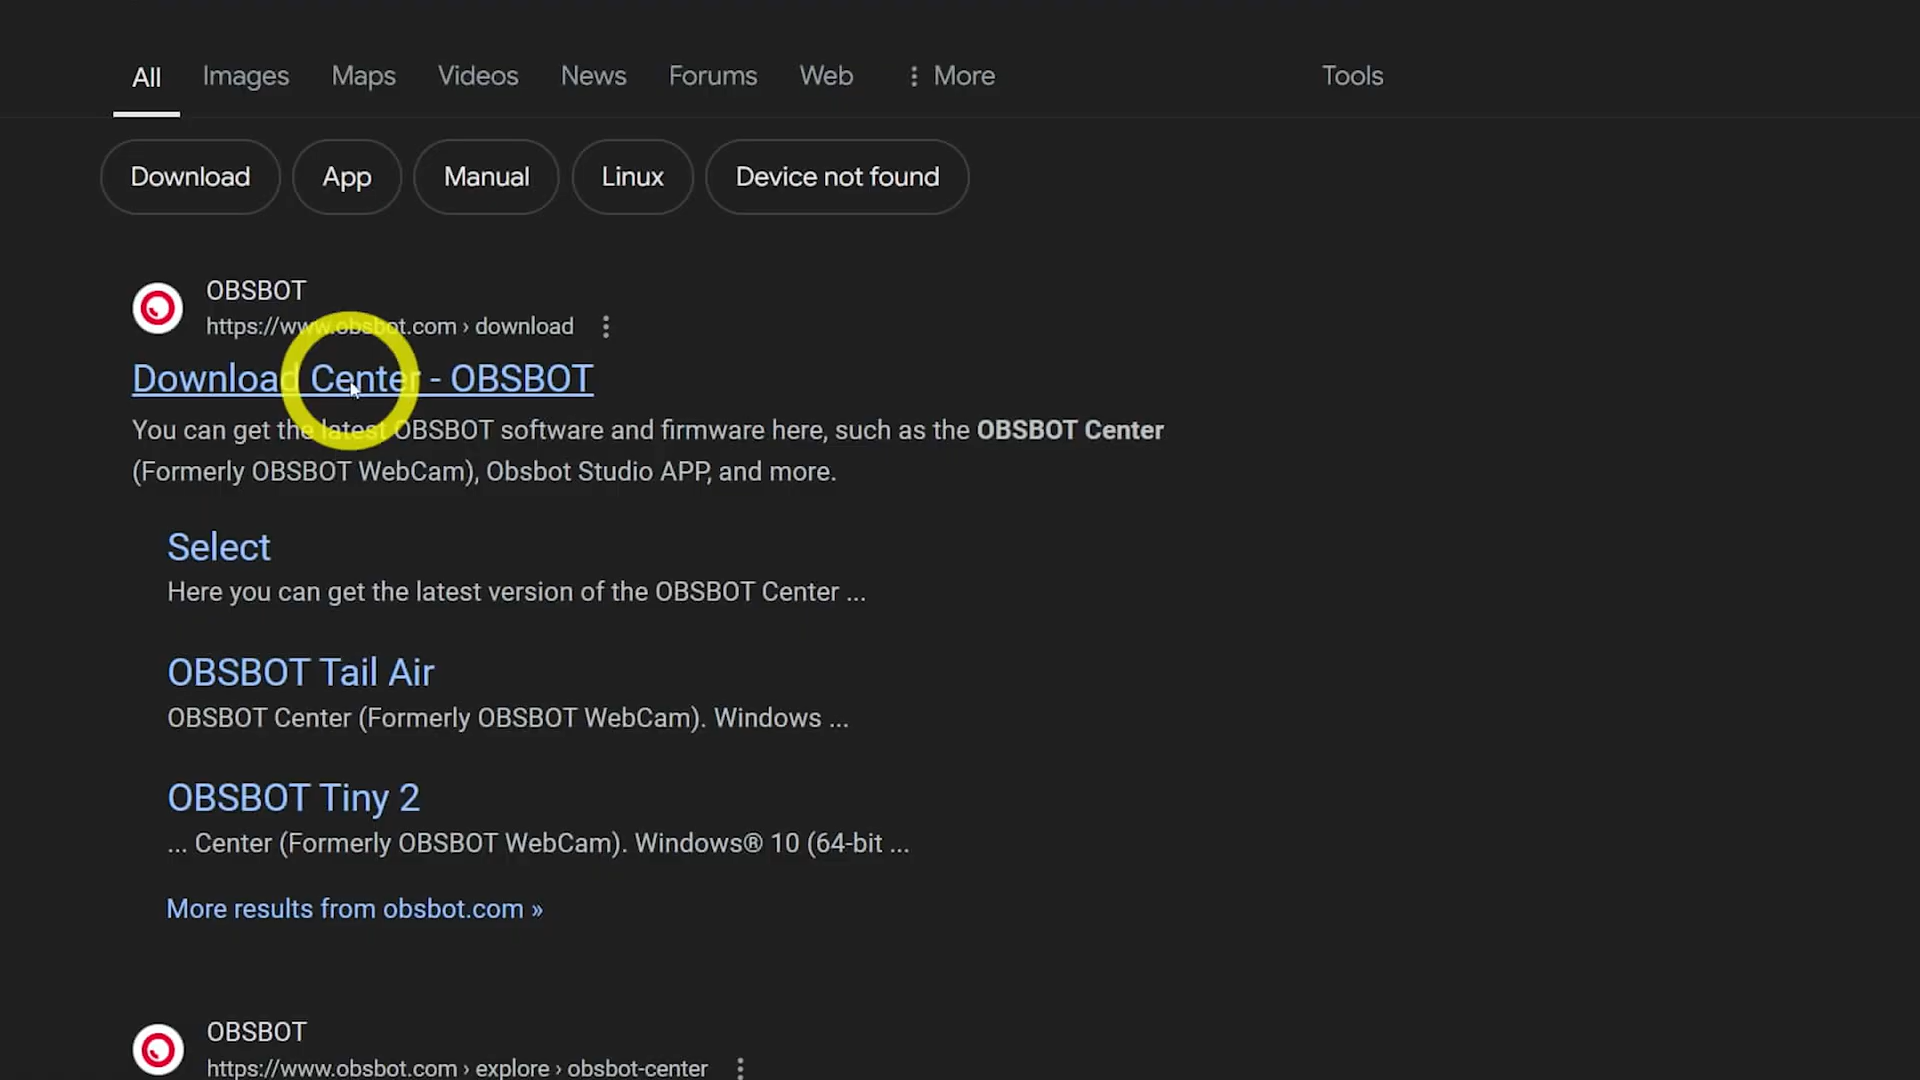 All Images Maps Videos News Forums Web More Tools
Download App Manual Linux Device not found
OBSBOT
https://www.obsbot.com › download
Download Center - OBSBOT
You can get the latest OBSBOT software and firmware here, such as the OBSBOT Center
(Formerly OBSBOT WebCam), Obsbot Studio APP, and more.
Select
Here you can get the latest version of the OBSBOT Center ...
OBSBOT Tail Air
OBSBOT Center (Formerly OBSBOT WebCam). Windows ...
OBSBOT Tiny 2
... Center (Formerly OBSBOT WebCam). Windows® 10 (64-bit ...
More results from obsbot.com »
OBSBOT
https://www.obsbot.com › explore › obsbot-center